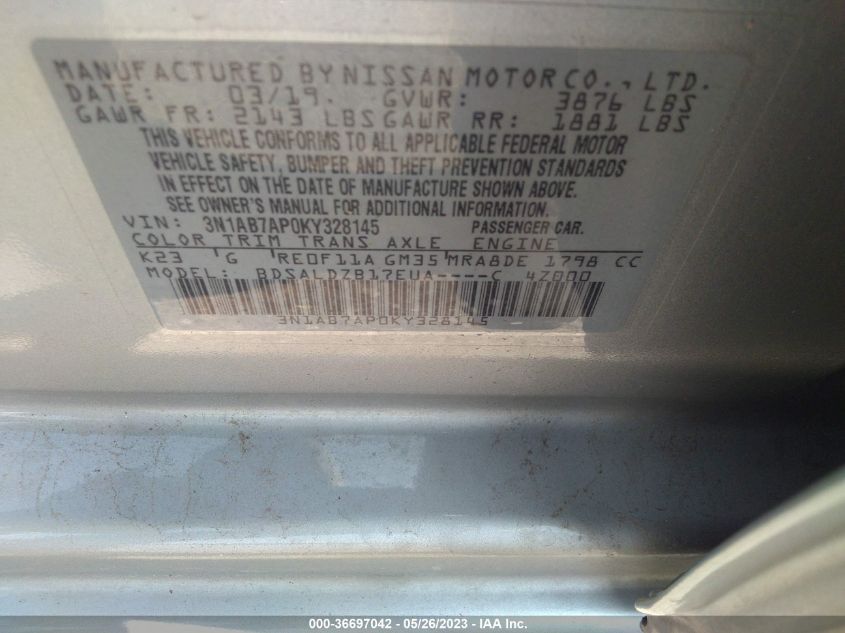 MANUFACTURED BY NISSAN MOTOR CO., LTD.
DATE: 03/19. GVWR: 3876 LBS
GAWR FR: 2143 LBS GAWR RR: 1881 LBS
THIS VEHICLE CONFORMS TO ALL APPLICABLE FEDERAL MOTOR
VEHICLE SAFETY, BUMPER AND THEFT PREVENTION STANDARDS
IN EFFECT ON THE DATE OF MANUFACTURE SHOWN ABOVE.
SEE OWNER'S MANUAL FOR ADDITIONAL INFORMATION.
VIN: 3N1AB7AP0KY328145 PASSENGER CAR.
COLOR TRIM TRANS AXLE ENGINE
K23 G RE0F11A GM35 MRA8DE 1798 CC
MODEL: BDSALDZB17EUA----C 4Z000
3N1AB7AP0KY328145
000-36697042 / 05/26/2023 - IAA Inc.